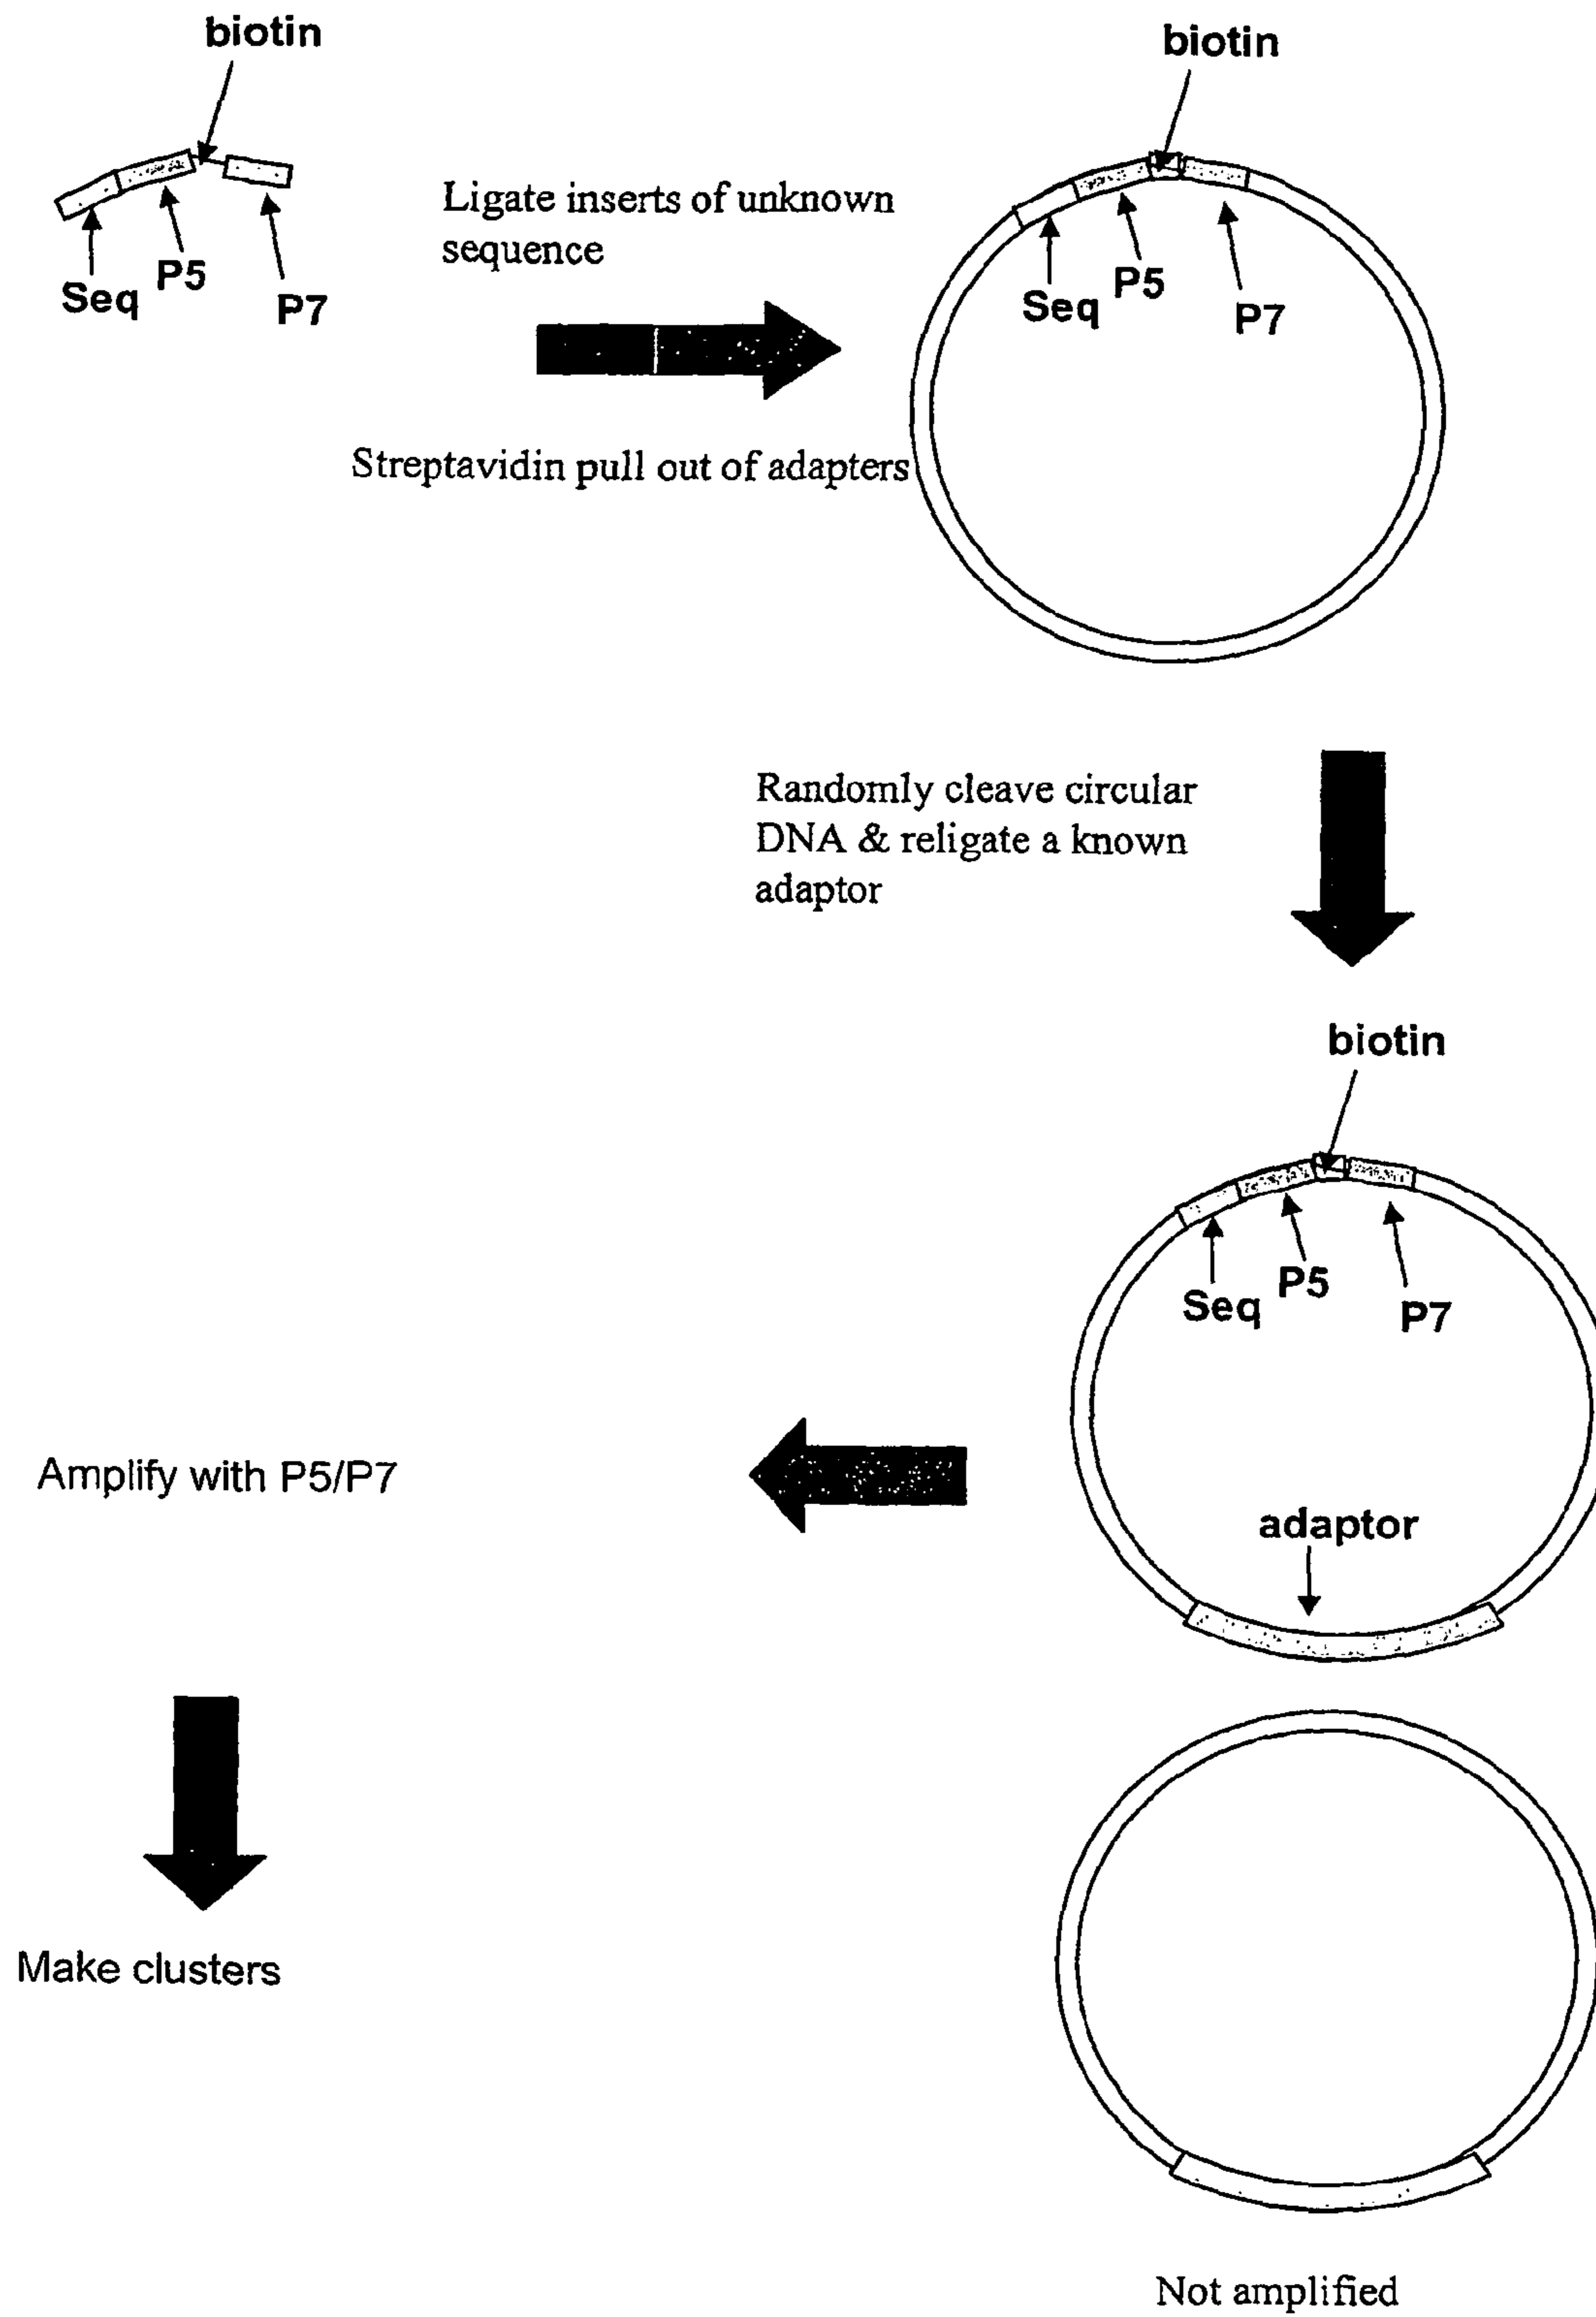 biotin
Seq
P5
P7
Ligate inserts of unknown
sequence
Streptavidin pull out of adapters
biotin
Seq
P5
P7
Randomly cleave circular
DNA & religate a known
adaptor
biotin
Seq
P5
P7
adaptor
Amplify with P5/P7
Make clusters
Not amplified